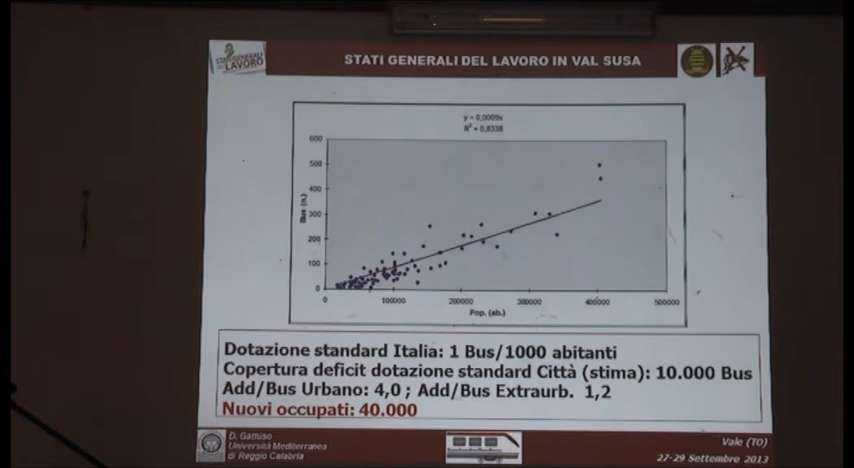 STATI GENERALI
LAVORO
STATI GENERALI DEL LAVORO IN VAL SUSA
y = 0,0009x
R² = 0,8338
600
500
400
300
200
100
0
Bus (n.)
0 100000 200000 300000 400000 500000
Pop. (ab.)
Dotazione standard Italia: 1 Bus/1000 abitanti
Copertura deficit dotazione standard Città (stima): 10.000 Bus
Add/Bus Urbano: 4,0 ; Add/Bus Extraurb. 1,2
Nuovi occupati: 40.000
D. Gattuso
Università Mediterranea
di Reggio Calabria
Vaie (TO)
27-29 Settembre 2013